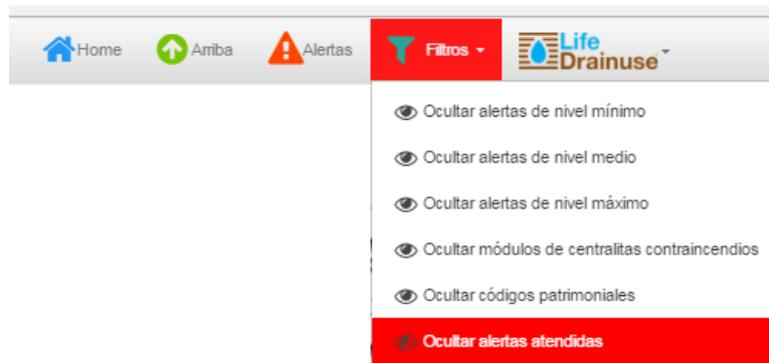 Home Arriba Alertas Filtros Life Drainuse
Ocultar alertas de nivel mínimo
Ocultar alertas de nivel medio
Ocultar alertas de nivel máximo
Ocultar módulos de centralitas contraincendios
Ocultar códigos patrimoniales
Ocultar alertas atendidas